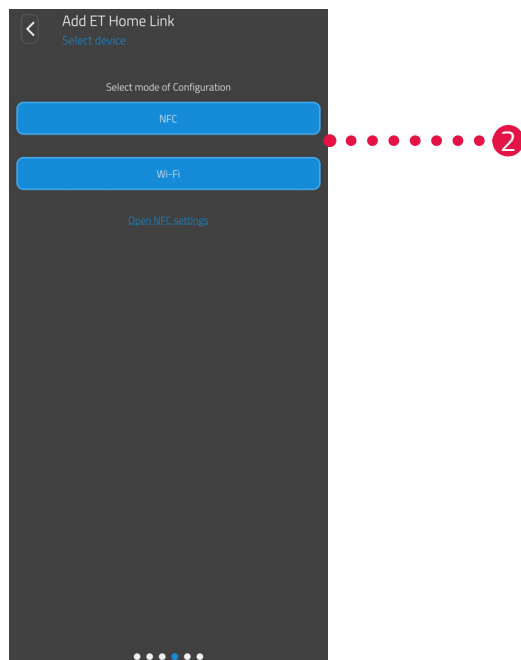 Add ET Home Link
Select device
Select mode of Configuration
NFC
2
Wi-Fi
Open NFC settings